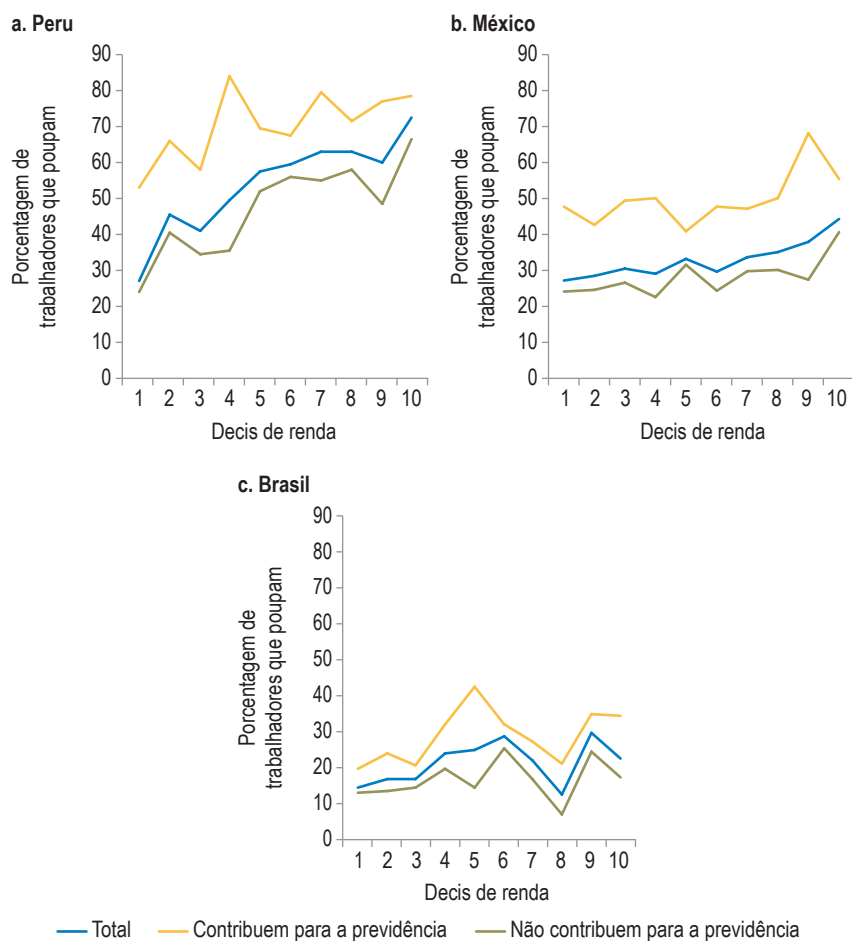 a. Peru
Porcentagem de
trabalhadores que poupam
90
80
70
60
50
40
30
20
10
0
1 2 3 4 5 6 7 8 9 10
Decis de renda
b. México
Porcentagem de
trabalhadores que poupam
90
80
70
60
50
40
30
20
10
0
1 2 3 4 5 6 7 8 9 10
Decis de renda
c. Brasil
Porcentagem de
trabalhadores que poupam
90
80
70
60
50
40
30
20
10
0
1 2 3 4 5 6 7 8 9 10
Decis de renda
Total Contribuem para a previdência Não contribuem para a previdência